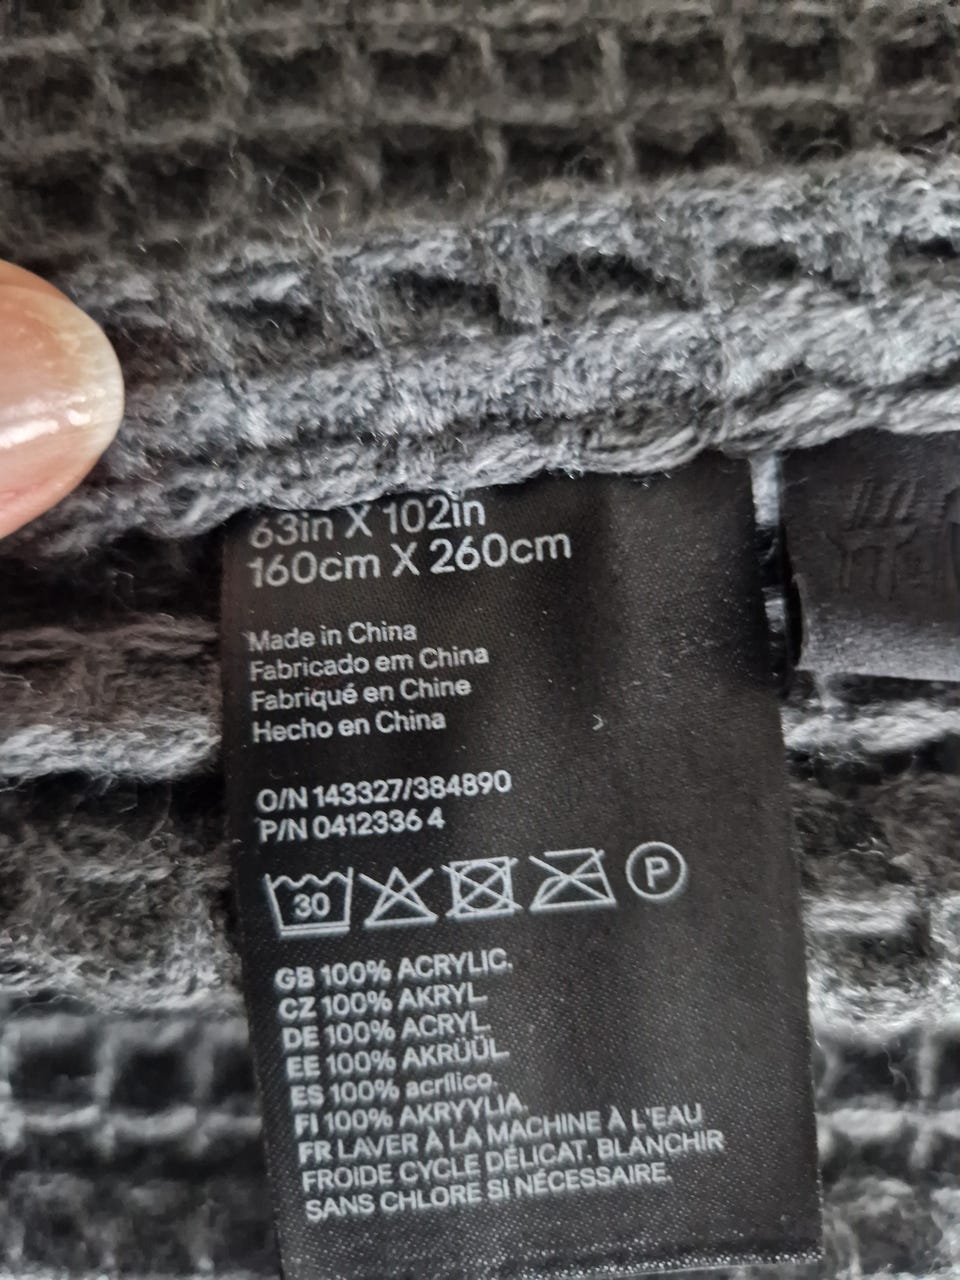 63in X 102in
160cm X 260cm
Made in China
Fabricado em China
Fabriqué en Chine
Hecho en China
O/N 143327/384890
P/N 0412336 4
30
P
GB 100% ACRYLIC.
CZ 100% AKRYL
DE 100% ACRYL.
EE 100% AKRÜÜL
ES 100% acrílico.
FI 100% AKRYYLIA.
FR LAVER À LA MACHINE À L'EAU
FROIDE CYCLE DÉLICAT. BLANCHIR
SANS CHLORE SI NÉCESSAIRE.